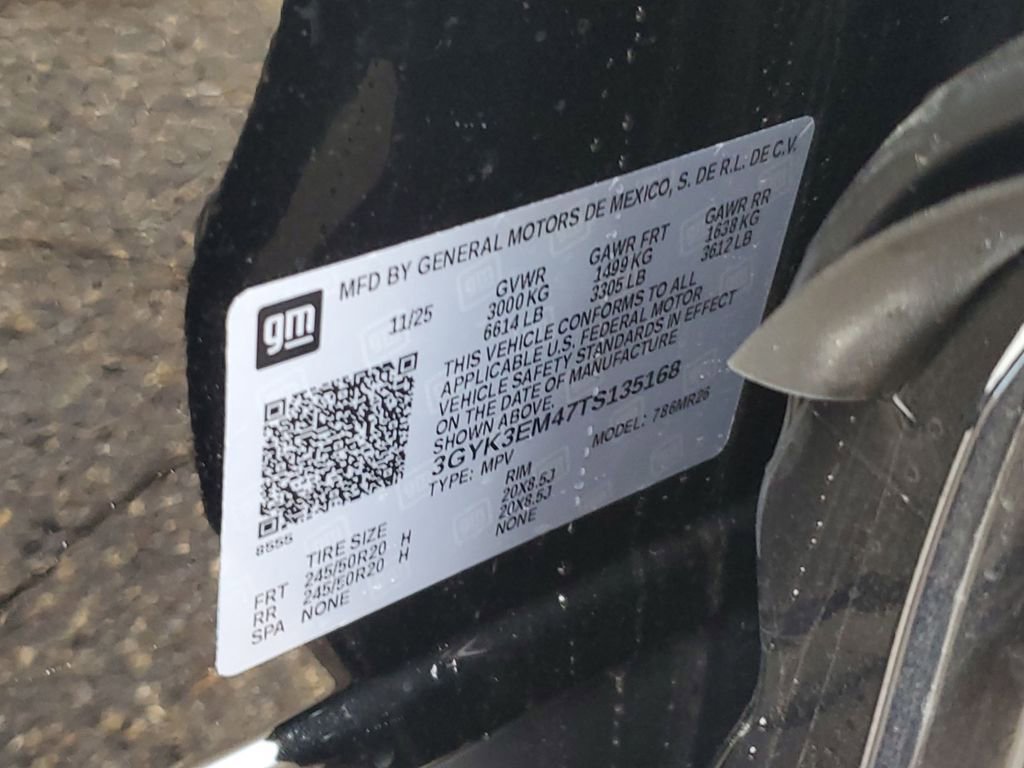 MFD BY GENERAL MOTORS DE MEXICO, S. DE R.L. DE C.V.
gm
11/25
GVWR GAWR FRT GAWR RR
3000 KG 1499 KG 1638 KG
6614 LB 3305 LB 3612 LB
THIS VEHICLE CONFORMS TO ALL
APPLICABLE U.S. FEDERAL MOTOR
VEHICLE SAFETY STANDARDS IN EFFECT
ON THE DATE OF MANUFACTURE
SHOWN ABOVE.
3GYK3EM47TS135168
TYPE: MPV MODEL: 786MR26
8555
TIRE SIZE RIM
FRT 245/50R20 H 20X8.5J
RR 245/50R20 H 20X8.5J
SPA NONE NONE